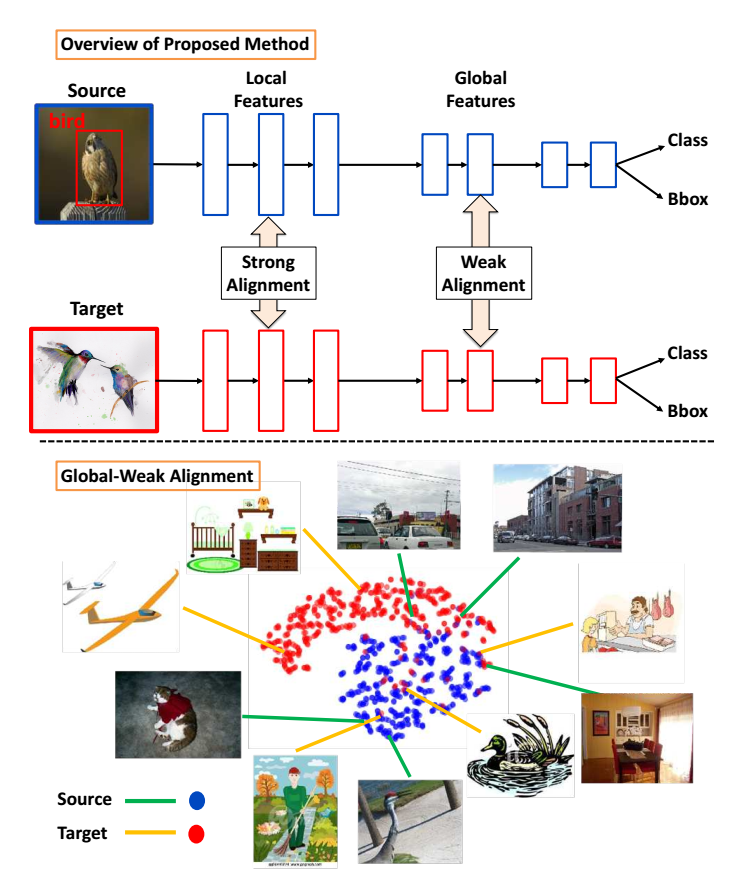 Overview of Proposed Method
Source
Local
Features
Global
Features
bird
Class
Bbox
Strong
Alignment
Weak
Alignment
Target
Class
Bbox
Global-Weak Alignment
Source
Target